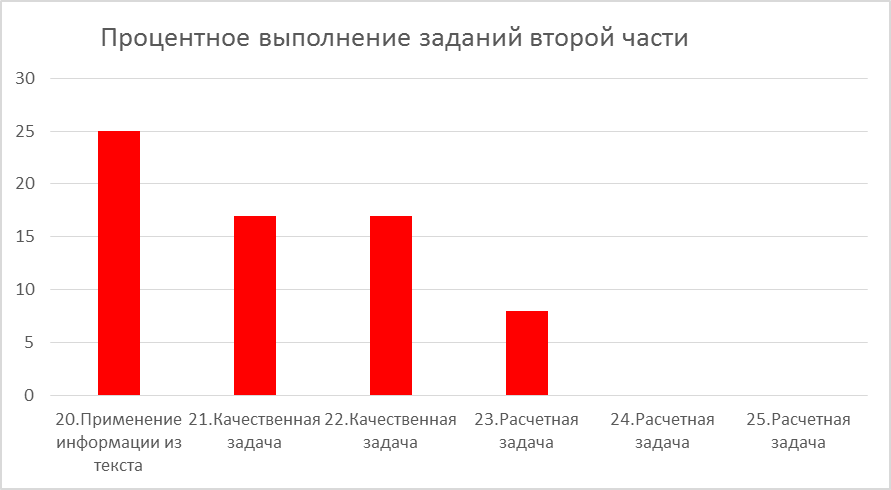 Процентное выполнение заданий второй части
30
25
20
15
10
5
0
20.Применение информации из текста
21.Качественная задача
22.Качественная задача
23.Расчетная задача
24.Расчетная задача
25.Расчетная задача